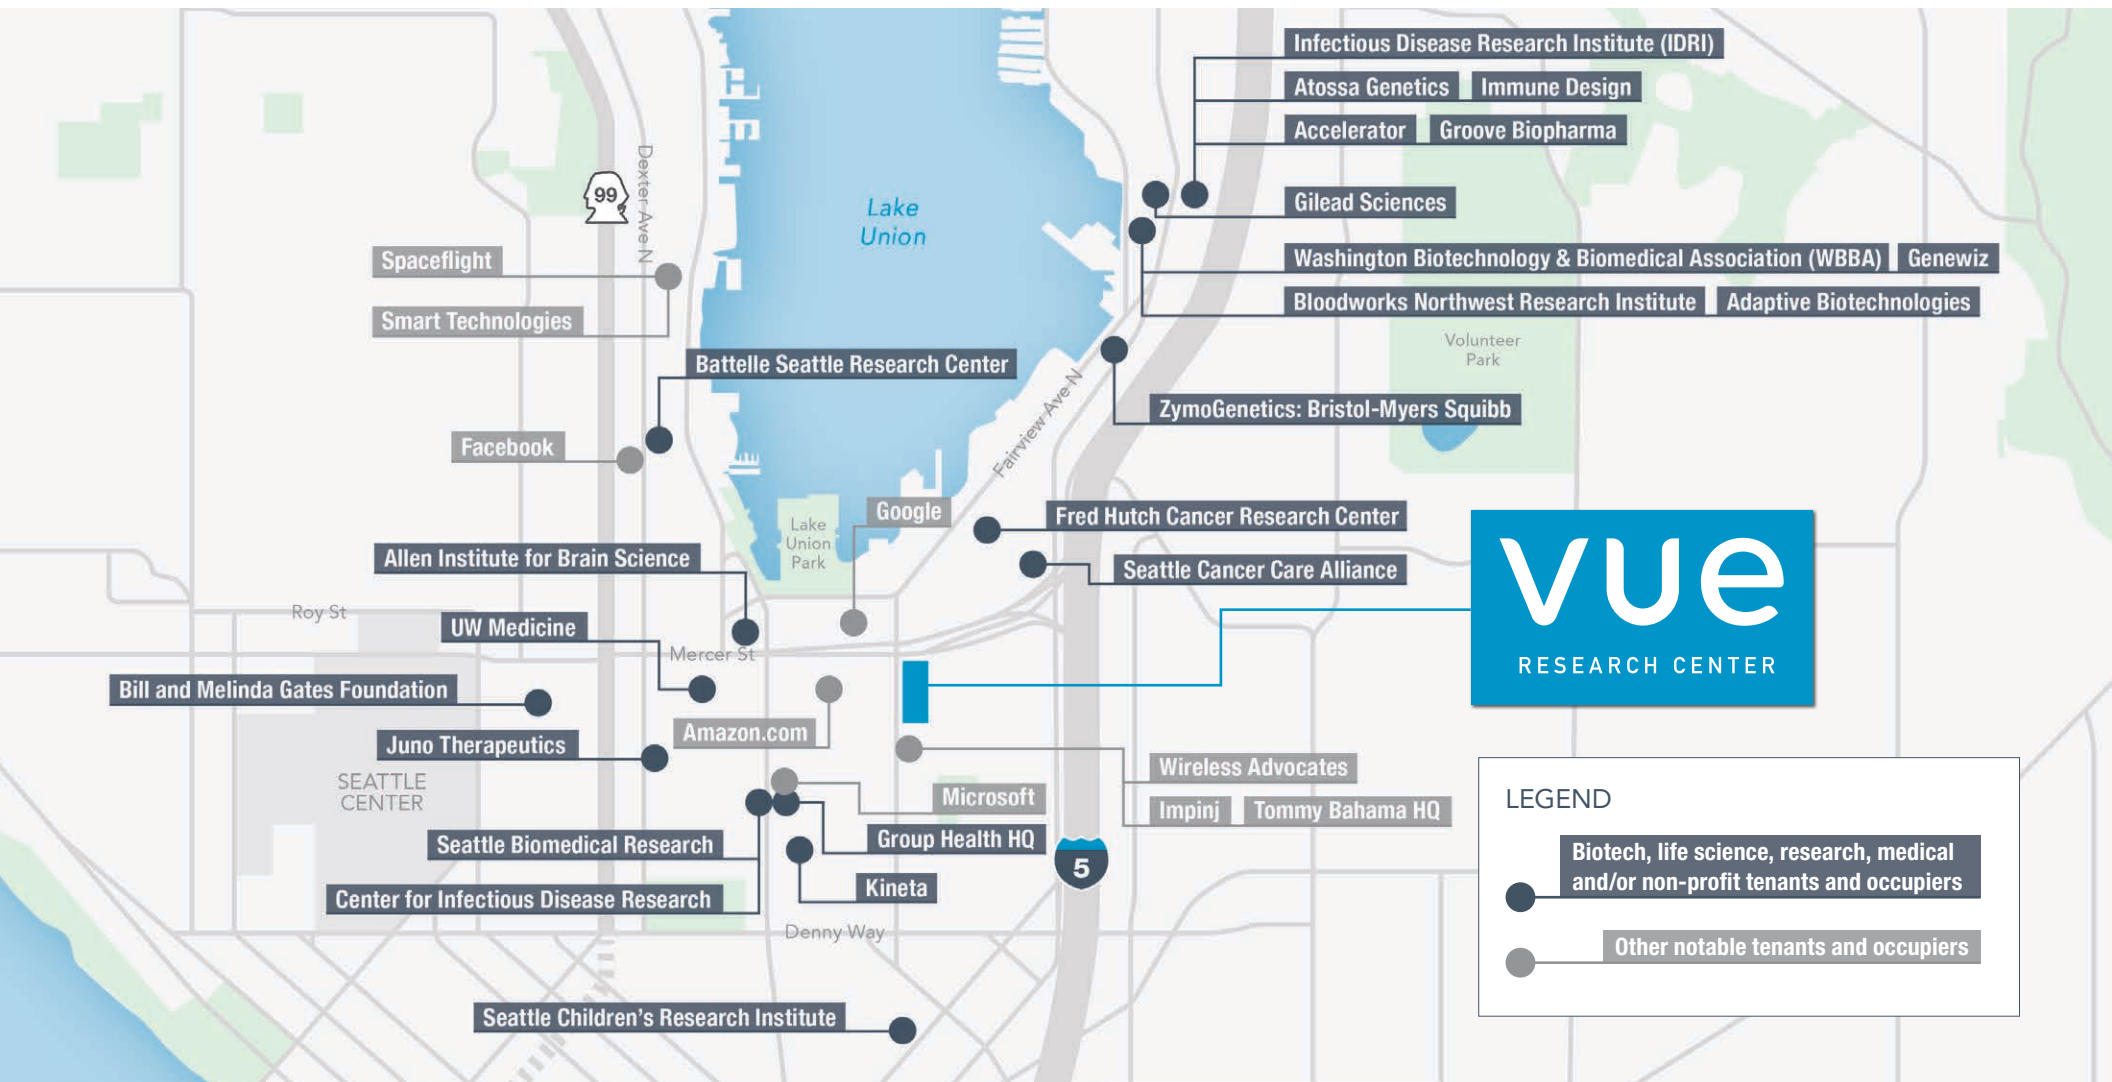 Infectious Disease Research Institute (IDRI)
Atossa Genetics
Immune Design
Accelerator
Groove Biopharma
Dexter Ave N
99
Lake
Union
Gilead Sciences
Spaceflight
Washington Biotechnology & Biomedical Association (WBBA)
Genewiz
Smart Technologies
Bloodworks Northwest Research Institute
Adaptive Biotechnologies
Volunteer
Park
Battelle Seattle Research Center
Fairview Ave N
ZymoGenetics: Bristol-Myers Squibb
Facebook
Google
Lake
Union
Park
Fred Hutch Cancer Research Center
Allen Institute for Brain Science
Seattle Cancer Care Alliance
vue
RESEARCH CENTER
Roy St
UW Medicine
Mercer St
Bill and Melinda Gates Foundation
Amazon.com
Juno Therapeutics
SEATTLE
CENTER
Wireless Advocates
Microsoft
Impinj
Tommy Bahama HQ
Seattle Biomedical Research
Group Health HQ
5
Kineta
Center for Infectious Disease Research
Denny Way
Seattle Children's Research Institute
LEGEND
Biotech, life science, research, medical
and/or non-profit tenants and occupiers
Other notable tenants and occupiers